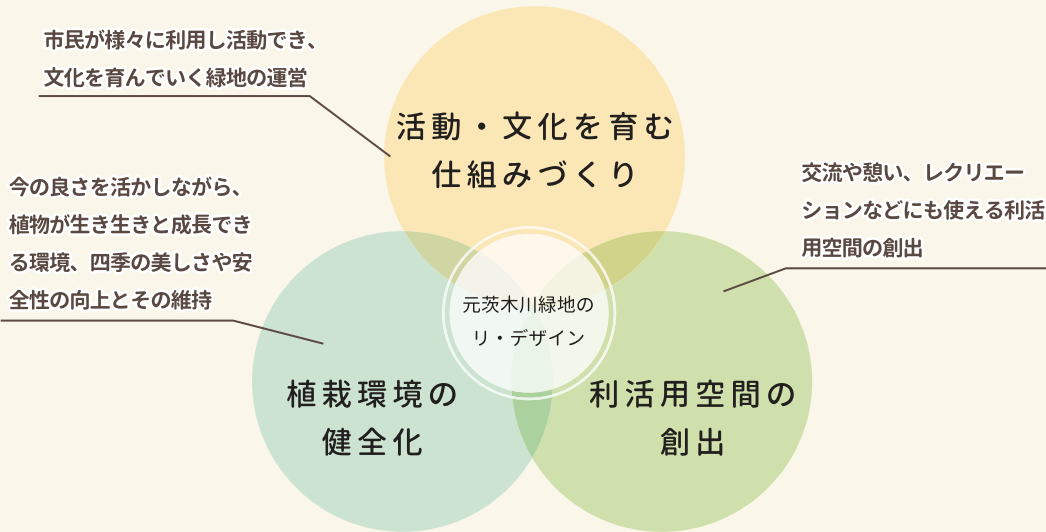 市民が様々に利用し活動でき、
文化を育んでいく緑地の運営
活動・文化を育む
仕組みづくり
今の良さを活かしながら、
植物が生き生きと成長でき
る環境、四季の美しさや安
全性の向上とその維持
交流や憩い、レクリエー
ションなどにも使える利活
用空間の創出
元茨木川緑地の
リ・デザイン
植栽環境の
健全化
利活用空間の
創出